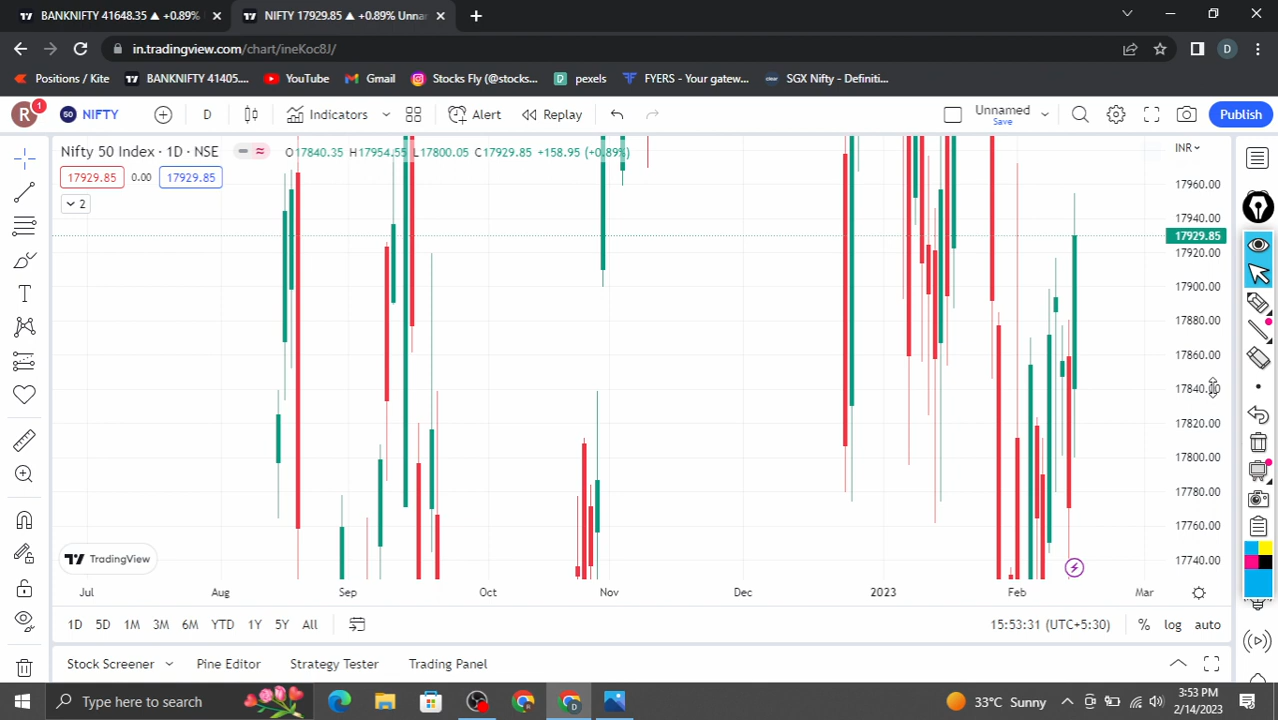 BANKNIFTY 41648.35 ▲ +0.89%
NIFTY 17929.85 ▲ +0.89% Unnar
in.tradingview.com/chart/ineKoc8J/
D
Positions / Kite
BANKNIFTY 41405....
YouTube
Gmail
Stocks Fly (@stocks...
pexels
FYERS - Your gatew...
SGX Nifty - Definiti...
R
1
50
NIFTY
D
Indicators
Alert
Replay
Unnamed
Save
Publish
Nifty 50 Index · 1D · NSE
O17840.35 H17954.55 L17800.05 C17929.85 +158.95 (+0.89%)
INR
17929.85
0.00
17929.85
2
17960.00
17940.00
17929.85
17920.00
17900.00
17880.00
17860.00
17840.00
17820.00
17800.00
17780.00
17760.00
17740.00
TradingView
Jul
Aug
Sep
Oct
Nov
Dec
2023
Feb
Mar
1D
5D
1M
3M
6M
YTD
1Y
5Y
All
15:53:31 (UTC+5:30)
%
log
auto
Stock Screener
Pine Editor
Strategy Tester
Trading Panel
Type here to search
33°C Sunny
3:53 PM
2/14/2023